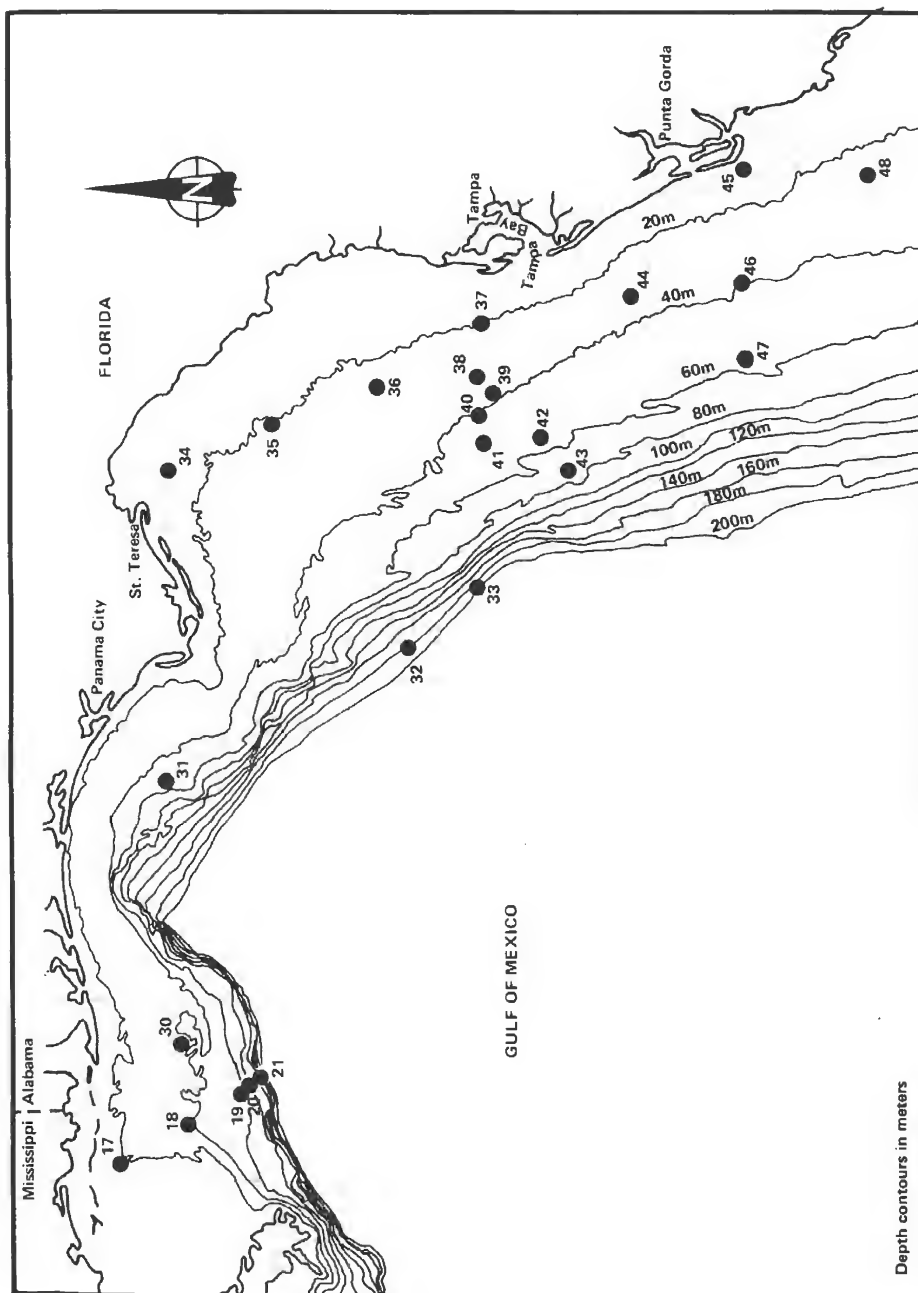 Mississippi | Alabama
Panama City
St. Teresa
FLORIDA
N
Tampa
Bay
Tampa
Punta Gorda
17
18
19
20
21
30
31
32
33
34
35
36
37
38
39
40
41
42
43
44
45
46
47
48
20m
40m
60m
80m
100m
120m
140m
160m
180m
200m
GULF OF MEXICO
Depth contours in meters